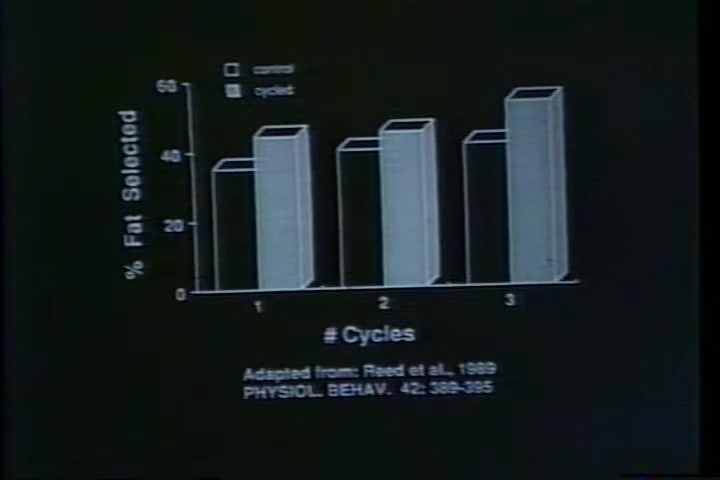 control
cycled
60
40
20
0
% Fat Selected
1
2
3
# Cycles
Adapted from: Reed et al., 1989
PHYSIOL. BEHAV. 42: 389-395